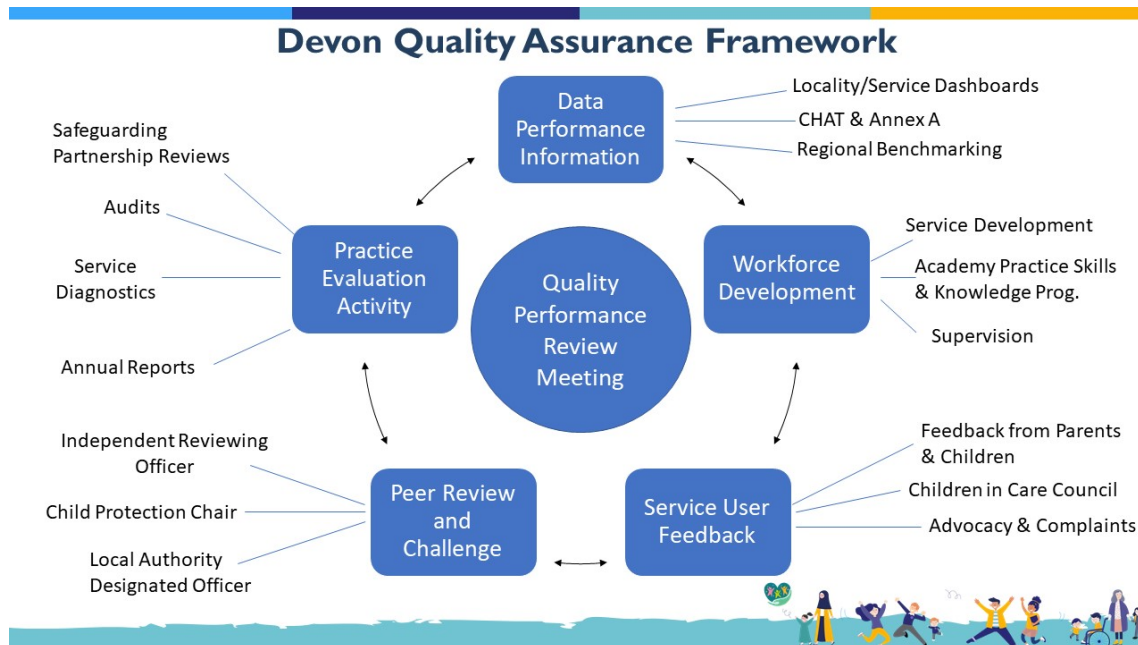 Devon Quality Assurance Framework
Data
Performance
Information
Locality/Service Dashboards
CHAT & Annex A
Regional Benchmarking
Safeguarding
Partnership Reviews
Audits
Service
Diagnostics
Annual Reports
Practice
Evaluation
Activity
Quality
Performance
Review
Meeting
Workforce
Development
Service Development
Academy Practice Skills
& Knowledge Prog.
Supervision
Independent Reviewing
Officer
Child Protection Chair
Local Authority
Designated Officer
Peer Review
and
Challenge
Service User
Feedback
Feedback from Parents
& Children
Children in Care Council
Advocacy & Complaints